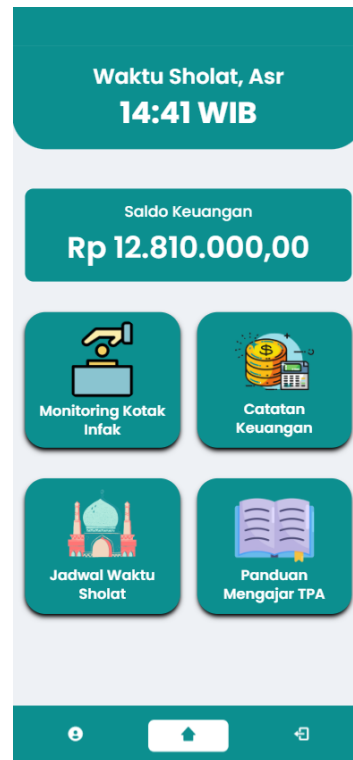 Waktu Sholat, Asr
14:41 WIB
Saldo Keuangan
Rp 12.810.000,00
Monitoring Kotak
Infak
Catatan
Keuangan
Jadwal Waktu
Sholat
Panduan
Mengajar TPA